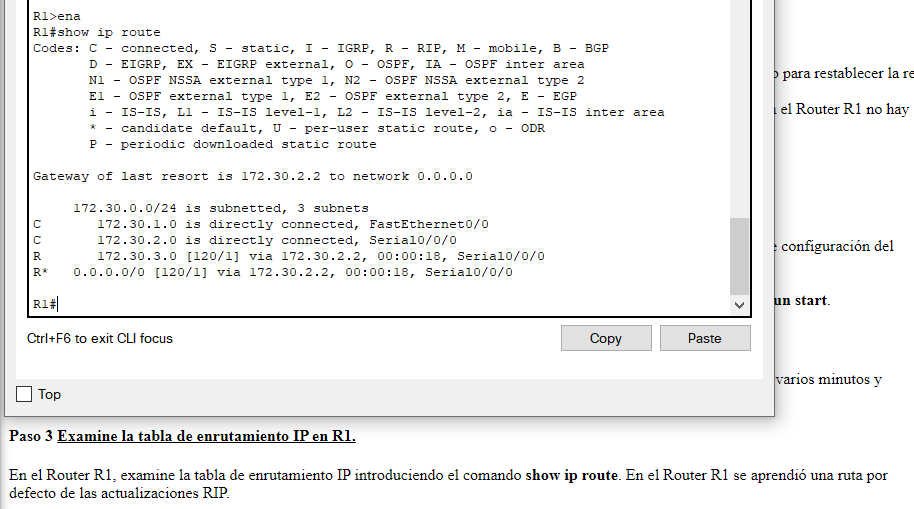 R1>ena
R1#show ip route
Codes: C - connected, S - static, I - IGRP, R - RIP, M - mobile, B - BGP
D - EIGRP, EX - EIGRP external, O - OSPF, IA - OSPF inter area
N1 - OSPF NSSA external type 1, N2 - OSPF NSSA external type 2
E1 - OSPF external type 1, E2 - OSPF external type 2, E - EGP
i - IS-IS, L1 - IS-IS level-1, L2 - IS-IS level-2, ia - IS-IS inter area
* - candidate default, U - per-user static route, o - ODR
P - periodic downloaded static route
Gateway of last resort is 172.30.2.2 to network 0.0.0.0
172.30.0.0/24 is subnetted, 3 subnets
C 172.30.1.0 is directly connected, FastEthernet0/0
C 172.30.2.0 is directly connected, Serial0/0/0
R 172.30.3.0 [120/1] via 172.30.2.2, 00:00:18, Serial0/0/0
R* 0.0.0.0/0 [120/1] via 172.30.2.2, 00:00:18, Serial0/0/0
R1#
Ctrl+F6 to exit CLI focus
Copy
Paste
Top
para restablecer la re
el Router R1 no hay
configuración del
un start.
varios minutos y
Paso 3 Examine la tabla de enrutamiento IP en R1.
En el Router R1, examine la tabla de enrutamiento IP introduciendo el comando show ip route. En el Router R1 se aprendió una ruta por
defecto de las actualizaciones RIP.